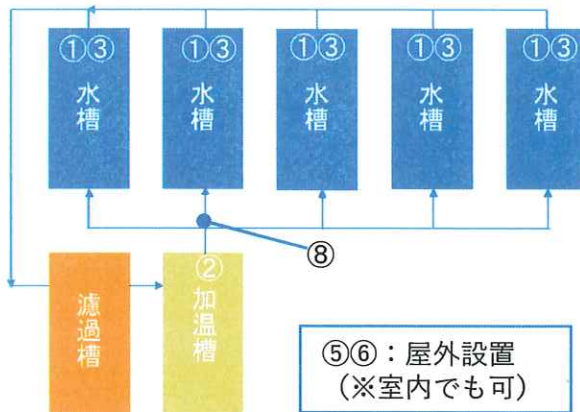 ①③ ①③ ①③ ①③ ①③
水槽 水槽 水槽 水槽 水槽
⑧
②
濾過槽 加温槽
⑤⑥：屋外設置
（※室内でも可）